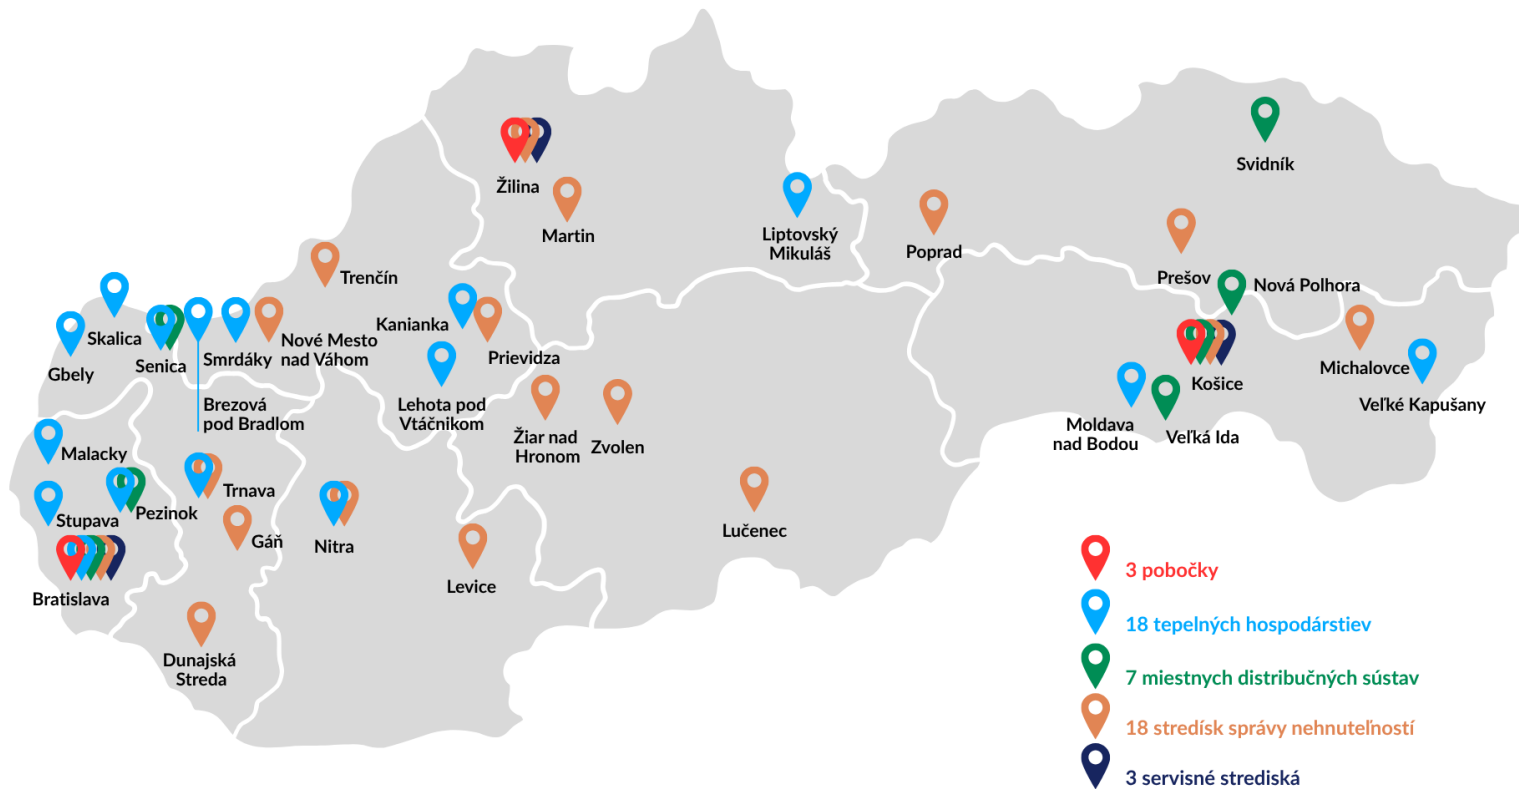 Svidník
Žilina
Martin
Liptovský
Mikuláš
Poprad
Prešov
Nová Polhora
Trenčín
Kanianka
Prievidza
Skalica
Gbely
Senica
Smrdáky
Nové Mesto
nad Váhom
Brezová
pod Bradlom
Lehota pod
Vtáčnikom
Žiar nad
Hronom
Zvolen
Košice
Michalovce
Veľké Kapušany
Moldava
nad Bodou
Veľká Ida
Malacky
Stupava
Pezinok
Trnava
Gáň
Nitra
Bratislava
Levice
Lučenec
Dunajská
Streda
3 pobočky
18 tepelných hospodárstiev
7 miestnych distribučných sústav
18 stredísk správy nehnuteľností
3 servisné strediská